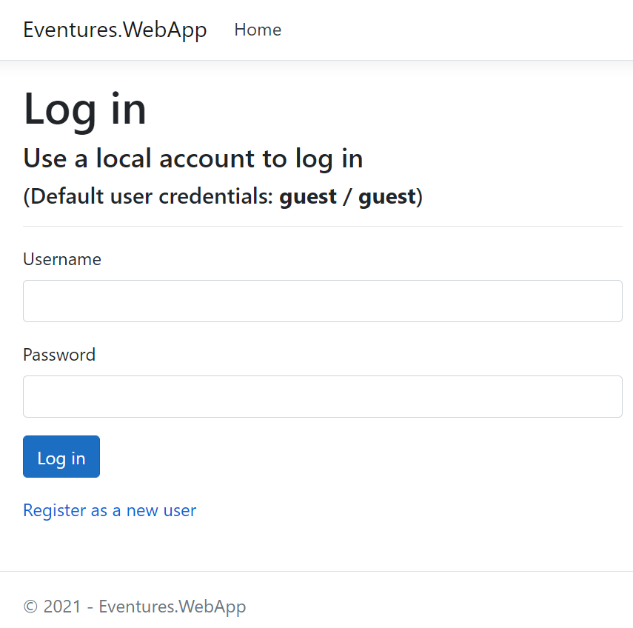 Eventures.WebApp Home
Log in
Use a local account to log in
(Default user credentials: guest / guest)
Username
Password
Log in
Register as a new user
© 2021 - Eventures.WebApp